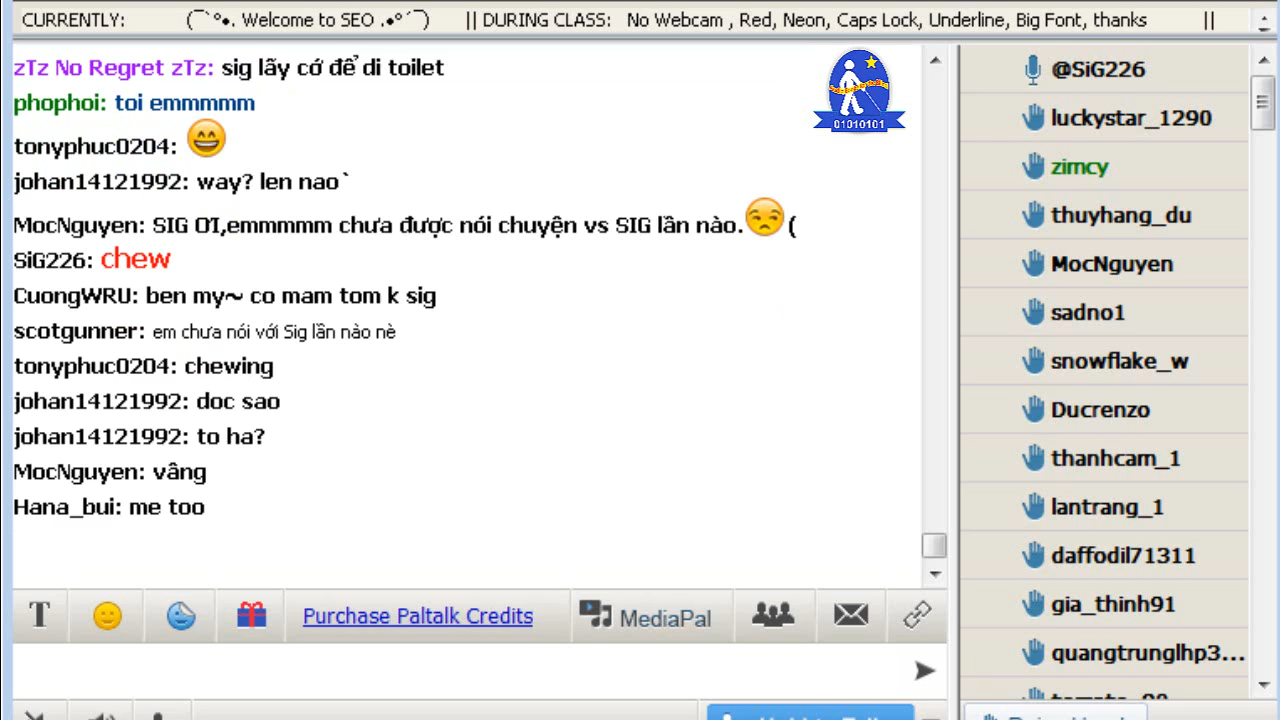 CURRENTLY: (¯`º•. Welcome to SEO .•º´¯) || DURING CLASS: No Webcam , Red, Neon, Caps Lock, Underline, Big Font, thanks ||
zTz No Regret zTz: sig lấy cớ để di toilet
phophoi: toi emmmmm
tonyphuc0204:
johan14121992: way? len nao`
MocNguyen: SIG ƠI,emmmmm chưa được nói chuyện vs SIG lần nào. (
SiG226: chew
CuongWRU: ben my~ co mam tom k sig
scotgunner: em chưa nói với Sig lần nào nè
tonyphuc0204: chewing
johan14121992: doc sao
johan14121992: to ha?
MocNguyen: vâng
Hana_bui: me too
01010101
@SiG226
luckystar_1290
zimcy
thuyhang_du
MocNguyen
sadno1
snowflake_w
Ducrenzo
thanhcam_1
lantrang_1
daffodil71311
gia_thinh91
quangtrunglhp3...
T
Purchase Paltalk Credits
MediaPal